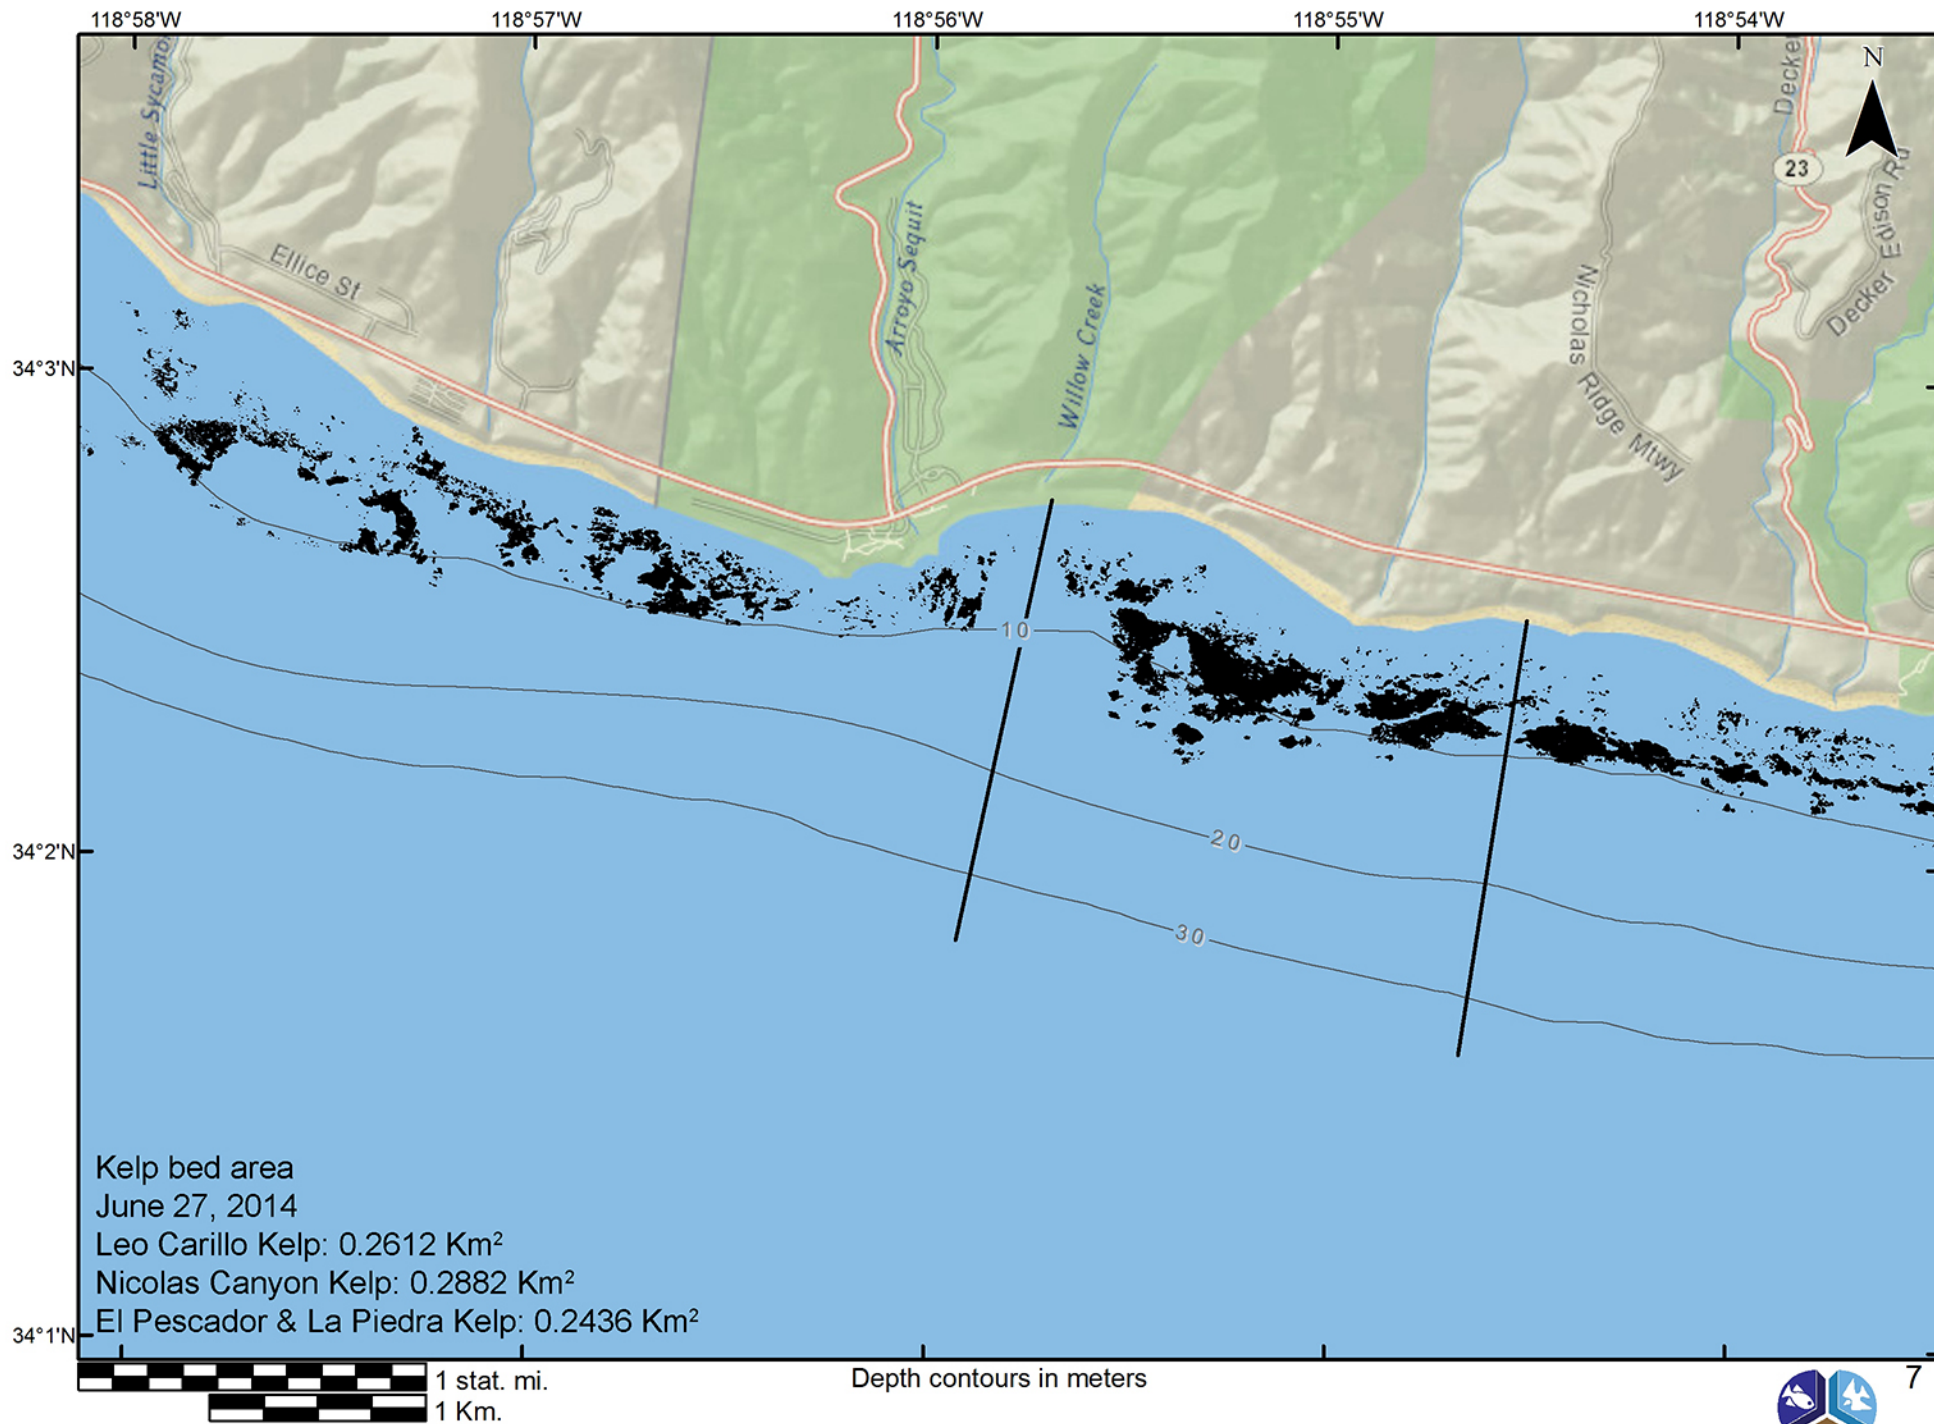 118°58'W 118°57'W 118°56'W 118°55'W 118°54'W
N
Little Sycamo
Decker
23
Decker Edison Rd
Ellice St
Arroyo Sequit
Willow Creek
Nicholas Ridge Mtwy
34°3'N
10
20
34°2'N
30
Kelp bed area
June 27, 2014
Leo Carillo Kelp: 0.2612 Km²
Nicolas Canyon Kelp: 0.2882 Km²
El Pescador & La Piedra Kelp: 0.2436 Km²
34°1'N
1 stat. mi.
1 Km.
Depth contours in meters
7